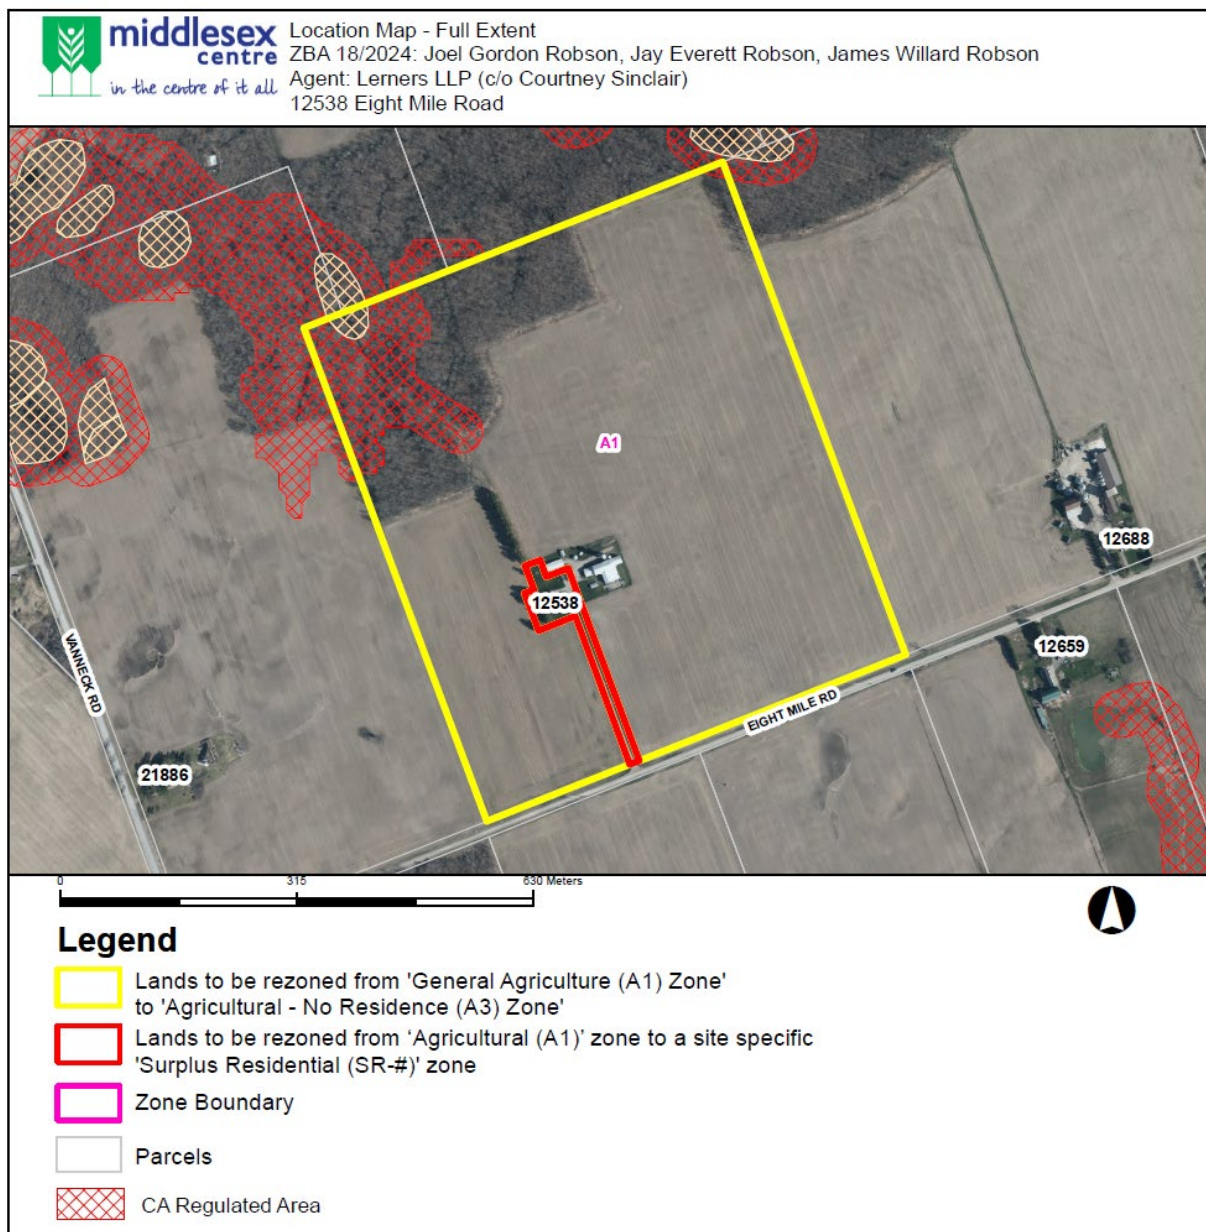 middlesex
centre
in the centre of it all
Location Map - Full Extent
ZBA 18/2024: Joel Gordon Robson, Jay Everett Robson, James Willard Robson
Agent: Lerners LLP (c/o Courtney Sinclair)
12538 Eight Mile Road
A1
12688
12538
12659
VANNECK RD
EIGHT MILE RD
21886
0 315 630 Meters
Legend
Lands to be rezoned from 'General Agriculture (A1) Zone'
to 'Agricultural - No Residence (A3) Zone'
Lands to be rezoned from ‘Agricultural (A1)’ zone to a site specific
'Surplus Residential (SR-#)' zone
Zone Boundary
Parcels
CA Regulated Area